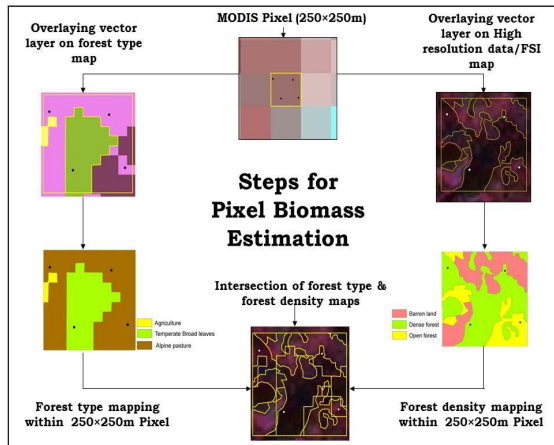 Overlaying vector
layer on forest type
map
MODIS Pixel (250×250m)
Overlaying vector
layer on High
resolution data/FSI
map
Steps for
Pixel Biomass
Estimation
Agriculture
Temperate Broad leaves
Alpine pasture
Intersection of forest type &
forest density maps
Barren land
Dense forest
Open forest
Forest type mapping
within 250×250m Pixel
Forest density mapping
within 250×250m Pixel